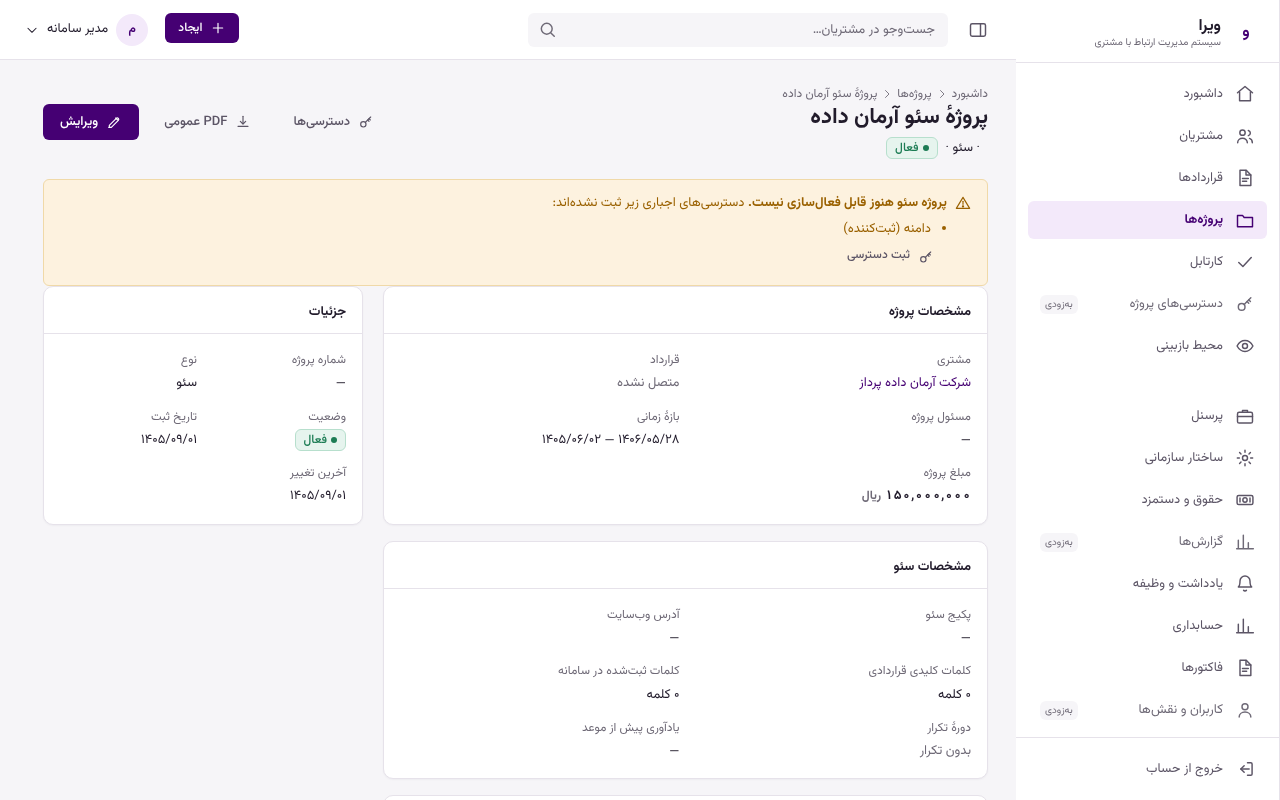 و
ویرا
سیستم مدیریت ارتباط با مشتری
داشبورد
مشتریان
قراردادها
پروژه‌ها
کارتابل
دسترسی‌های پروژه
به‌زودی
محیط بازبینی
پرسنل
ساختار سازمانی
حقوق و دستمزد
گزارش‌ها
به‌زودی
یادداشت و وظیفه
حسابداری
فاکتورها
کاربران و نقش‌ها
به‌زودی
خروج از حساب
جست‌وجو در مشتریان...
ایجاد
م
مدیر سامانه
داشبورد
پروژه‌ها
پروژهٔ سئو آرمان داده
پروژهٔ سئو آرمان داده
· سئو ·
فعال
دسترسی‌ها
PDF عمومی
ویرایش
پروژه سئو هنوز قابل فعال‌سازی نیست. دسترسی‌های اجباری زیر ثبت نشده‌اند:
• دامنه (ثبت‌کننده)
ثبت دسترسی
مشخصات پروژه
مشتری
شرکت آرمان داده پرداز
قرارداد
متصل نشده
مسئول پروژه
—
بازهٔ زمانی
۱۴۰۵/۰۶/۰۲ — ۱۴۰۶/۰۵/۲۸
مبلغ پروژه
۱۵۰,۰۰۰,۰۰۰ ریال
جزئیات
شماره پروژه
—
نوع
سئو
وضعیت
فعال
تاریخ ثبت
۱۴۰۵/۰۹/۰۱
آخرین تغییر
۱۴۰۵/۰۹/۰۱
مشخصات سئو
پکیج سئو
—
آدرس وب‌سایت
—
کلمات کلیدی قراردادی
۰ کلمه
کلمات ثبت‌شده در سامانه
۰ کلمه
دورهٔ تکرار
بدون تکرار
یادآوری پیش از موعد
—